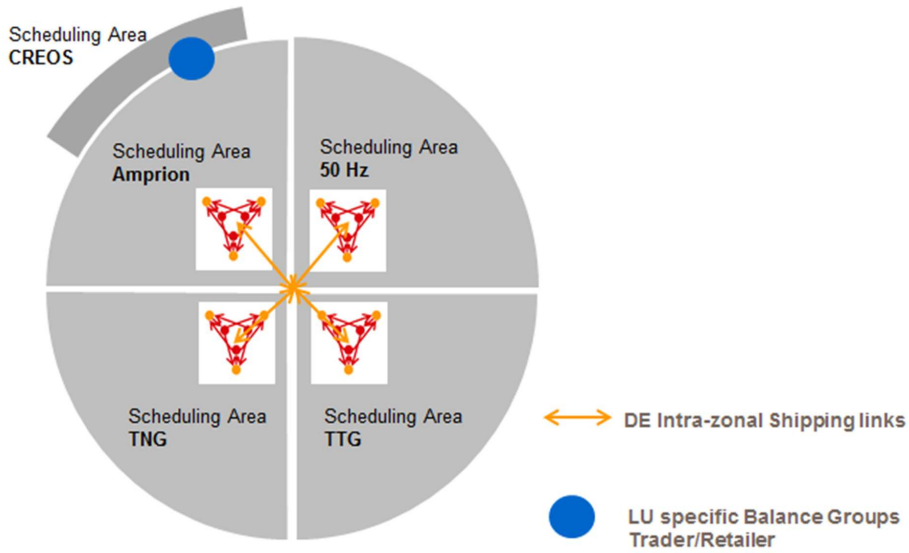 Scheduling Area
CREOS
Scheduling Area
Amprion
Scheduling Area
50 Hz
Scheduling Area
TNG
Scheduling Area
TTG
DE Intra-zonal Shipping links
LU specific Balance Groups
Trader/Retailer